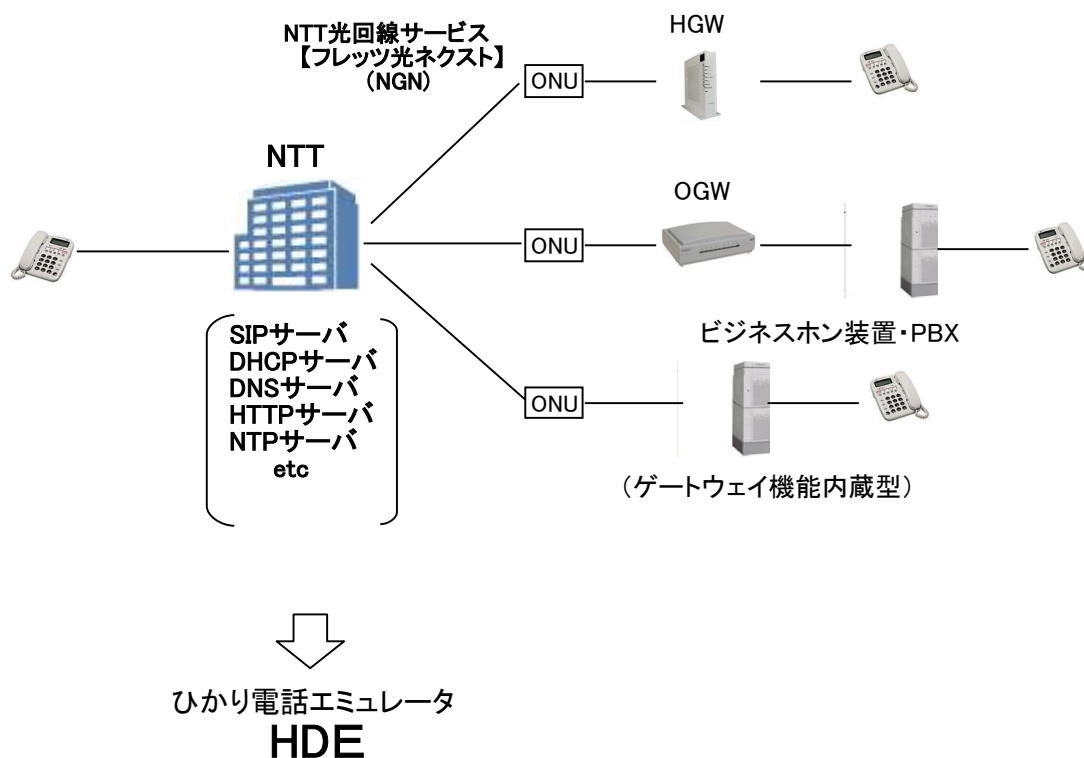 NTT光回線サービス
【フレッツ光ネクスト】
(NGN)
HGW
ONU
NTT
OGW
ONU
SIPサーバ
DHCPサーバ
DNSサーバ
HTTPサーバ
NTPサーバ
etc
ビジネスホン装置・PBX
ONU
（ゲートウェイ機能内蔵型）
ひかり電話エミュレータ
HDE